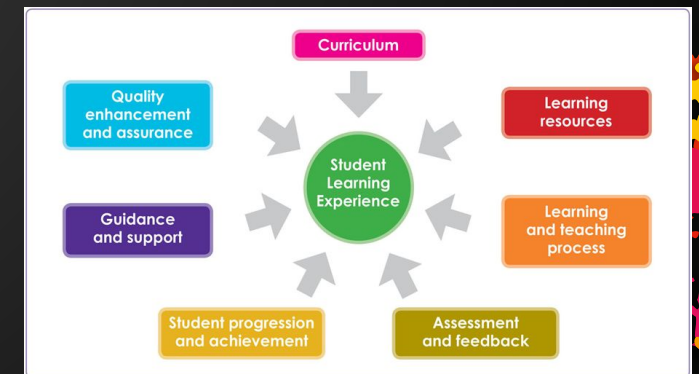 Curriculum
Quality
enhancement
and assurance
Learning
resources
Student
Learning
Experience
Guidance
and support
Learning
and teaching
process
Student progression
and achievement
Assessment
and feedback